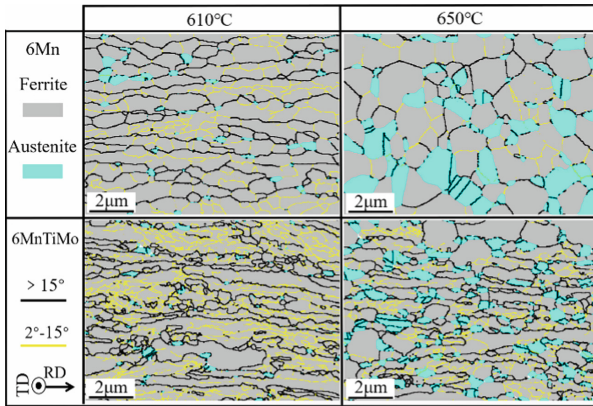 610°C 650°C
6Mn
Ferrite
Austenite
2μm 2μm
6MnTiMo
> 15°
2°-15°
TD RD
2μm 2μm